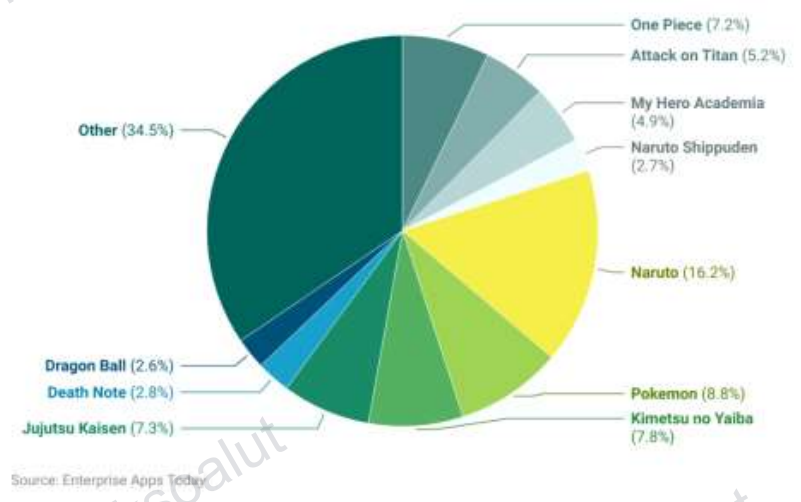 One Piece (7.2%)
Attack on Titan (5.2%)
My Hero Academia
(4.9%)
Naruto Shippuden
(2.7%)
Other (34.5%)
Naruto (16.2%)
Dragon Ball (2.6%)
Death Note (2.8%)
Jujutsu Kaisen (7.3%)
Pokemon (8.8%)
Kimetsu no Yaiba
(7.8%)
Source: Enterprise Apps Today